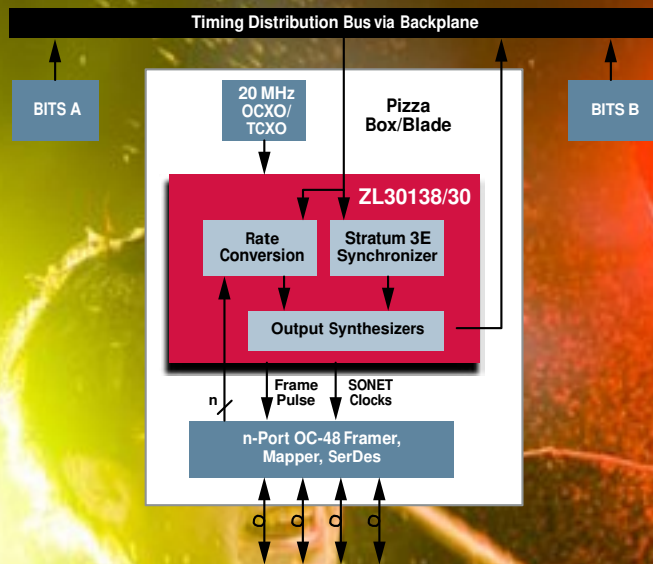 Timing Distribution Bus via Backplane
BITS A
20 MHz
OCXO/
TCXO
Pizza
Box/Blade
BITS B
ZL30138/30
Rate
Conversion
Stratum 3E
Synchronizer
Output Synthesizers
n
Frame
Pulse
SONET
Clocks
n-Port OC-48 Framer,
Mapper, SerDes